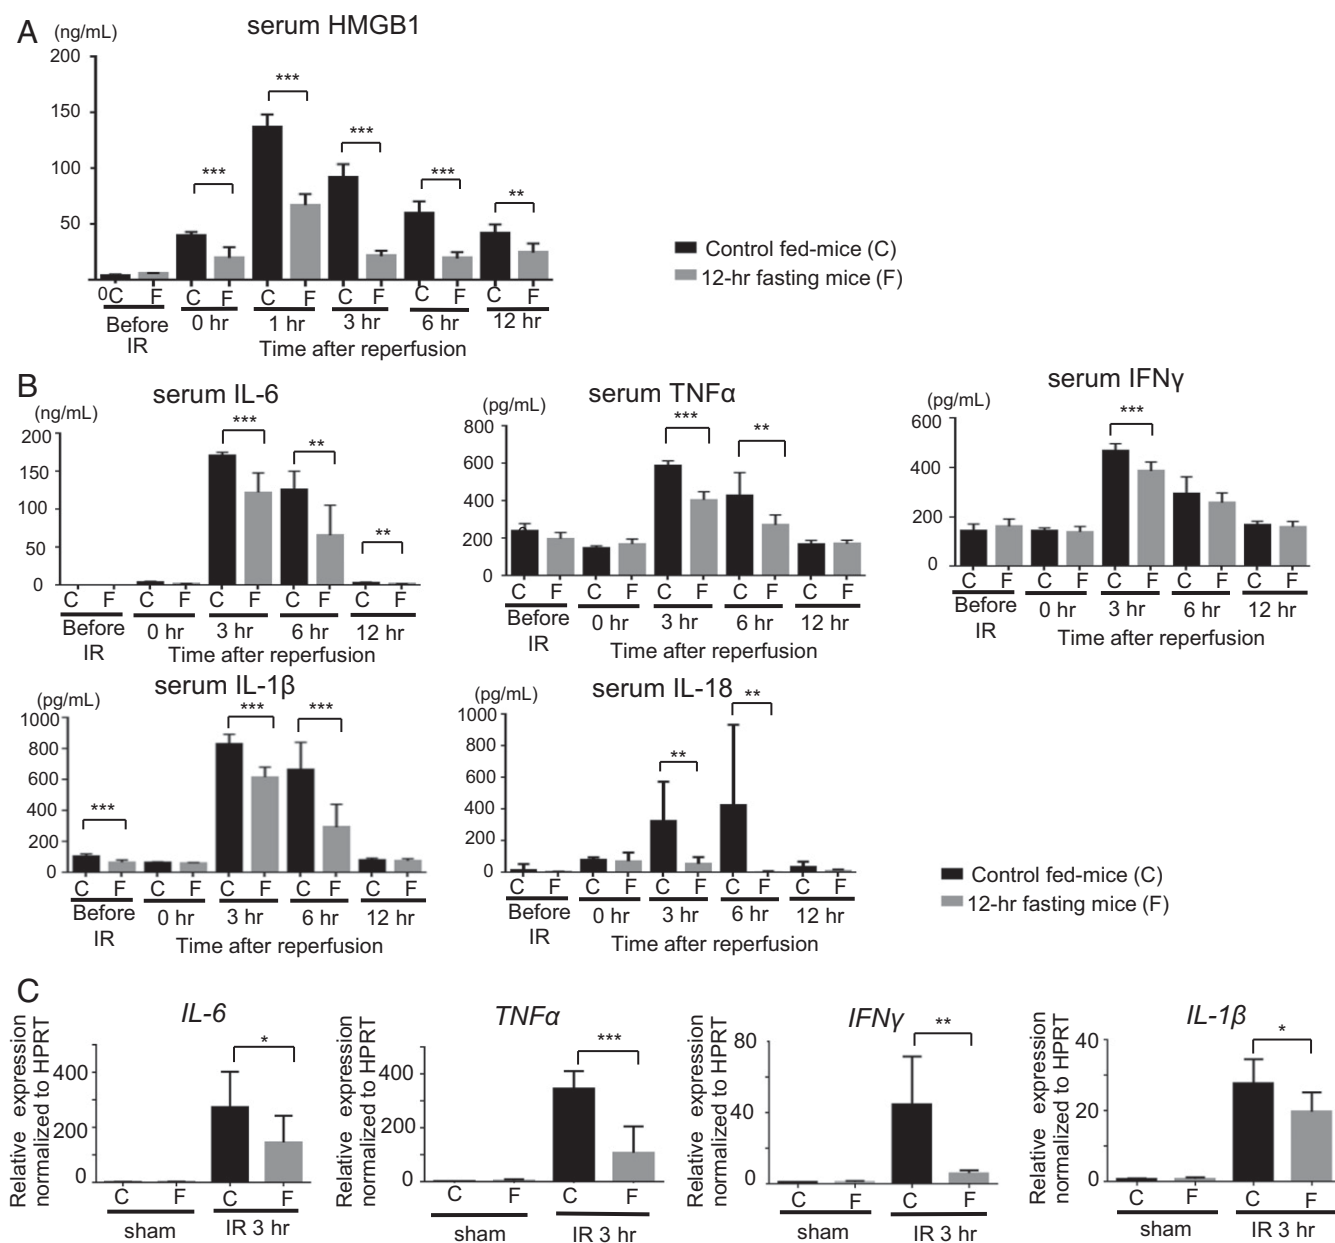 A
(ng/mL)
serum HMGB1
200
150
100
50
0
*** *** *** *** **
C F C F C F C F C F C F
Before IR
0 hr 1 hr 3 hr 6 hr 12 hr
Time after reperfusion
Control fed-mice (C)
12-hr fasting mice (F)
B
serum IL-6
(ng/mL)
200
150
100
50
0
*** ** **
C F C F C F C F C F
Before IR
0 hr 3 hr 6 hr 12 hr
Time after reperfusion
serum TNFα
(pg/mL)
800
600
400
200
0
*** **
C F C F C F C F C F
Before IR
0 hr 3 hr 6 hr 12 hr
Time after reperfusion
serum IFNγ
(pg/mL)
600
400
200
0
***
C F C F C F C F C F
Before IR
0 hr 3 hr 6 hr 12 hr
Time after reperfusion
serum IL-1β
(pg/mL)
1000
800
600
400
200
0
*** *** ***
C F C F C F C F C F
Before IR
0 hr 3 hr 6 hr 12 hr
Time after reperfusion
serum IL-18
(pg/mL)
1000
800
600
400
200
0
** **
C F C F C F C F C F
Before IR
0 hr 3 hr 6 hr 12 hr
Time after reperfusion
Control fed-mice (C)
12-hr fasting mice (F)
C
IL-6
Relative expression
normalized to HPRT
400
200
0
*
C F C F
sham IR 3 hr
TNFα
Relative expression
normalized to HPRT
400
200
0
***
C F C F
sham IR 3 hr
IFNγ
Relative expression
normalized to HPRT
80
40
0
**
C F C F
sham IR 3 hr
IL-1β
Relative expression
normalized to HPRT
40
20
0
*
C F C F
sham IR 3 hr